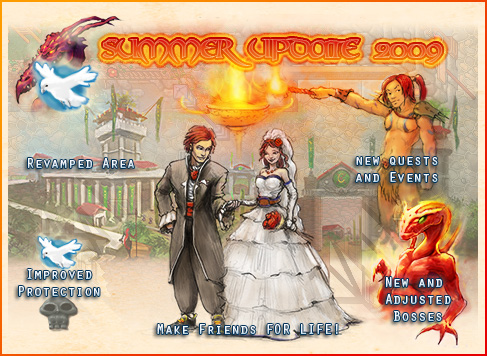 SUMMER UPDATE 2009
REVAMPED AREA
NEW QUESTS
AND EVENTS
IMPROVED
PROTECTION
NEW AND
ADJUSTED
BOSSES
MAKE FRIENDS FOR LIFE!